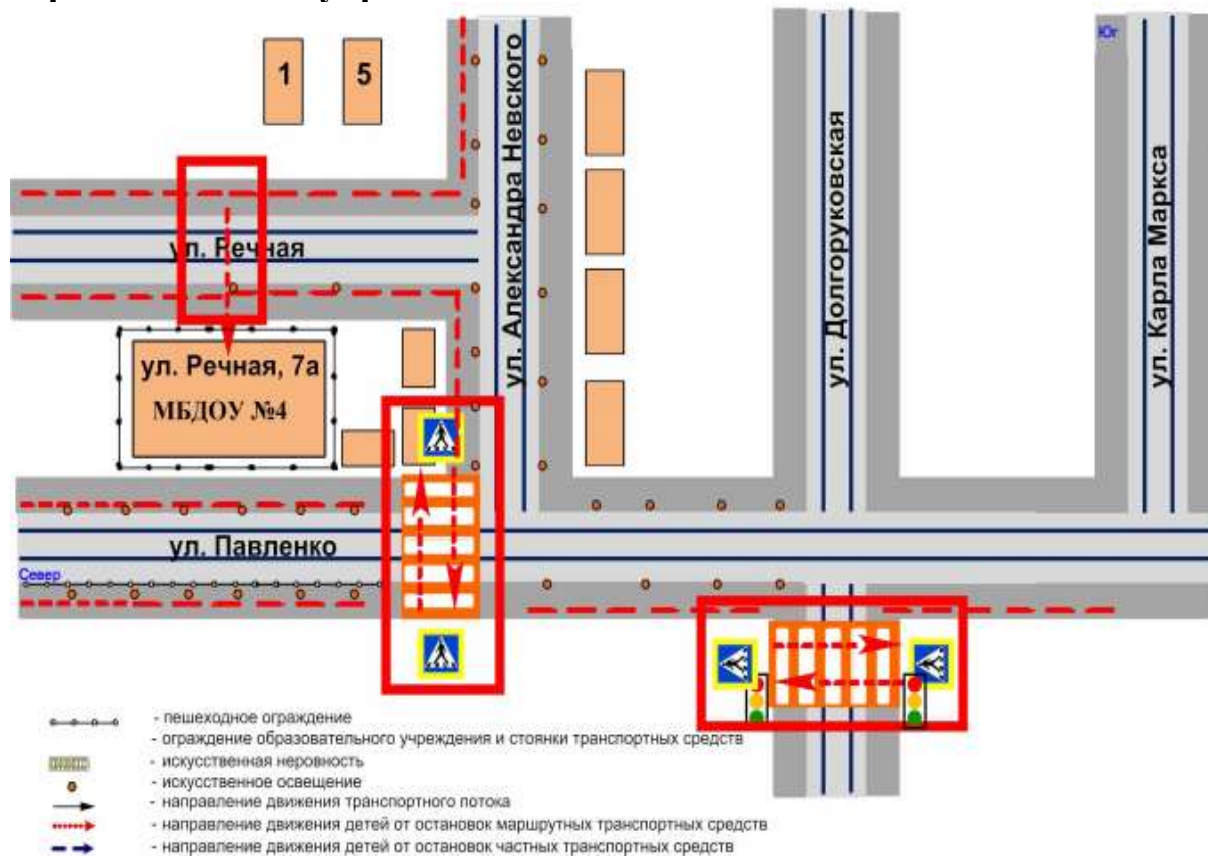 Юг
1
5
ул. Александра Невского
ул. Долгоруковская
ул. Карла Маркса
ул. Речная
ул. Речная, 7а
МБДОУ №4
ул. Павленко
Север
- пешеходное ограждение
- ограждение образовательного учреждения и стоянки транспортных средств
- искусственная неровность
- искусственное освещение
- направление движения транспортного потока
- направление движения детей от остановок маршрутных транспортных средств
- направление движения детей от остановок частных транспортных средств